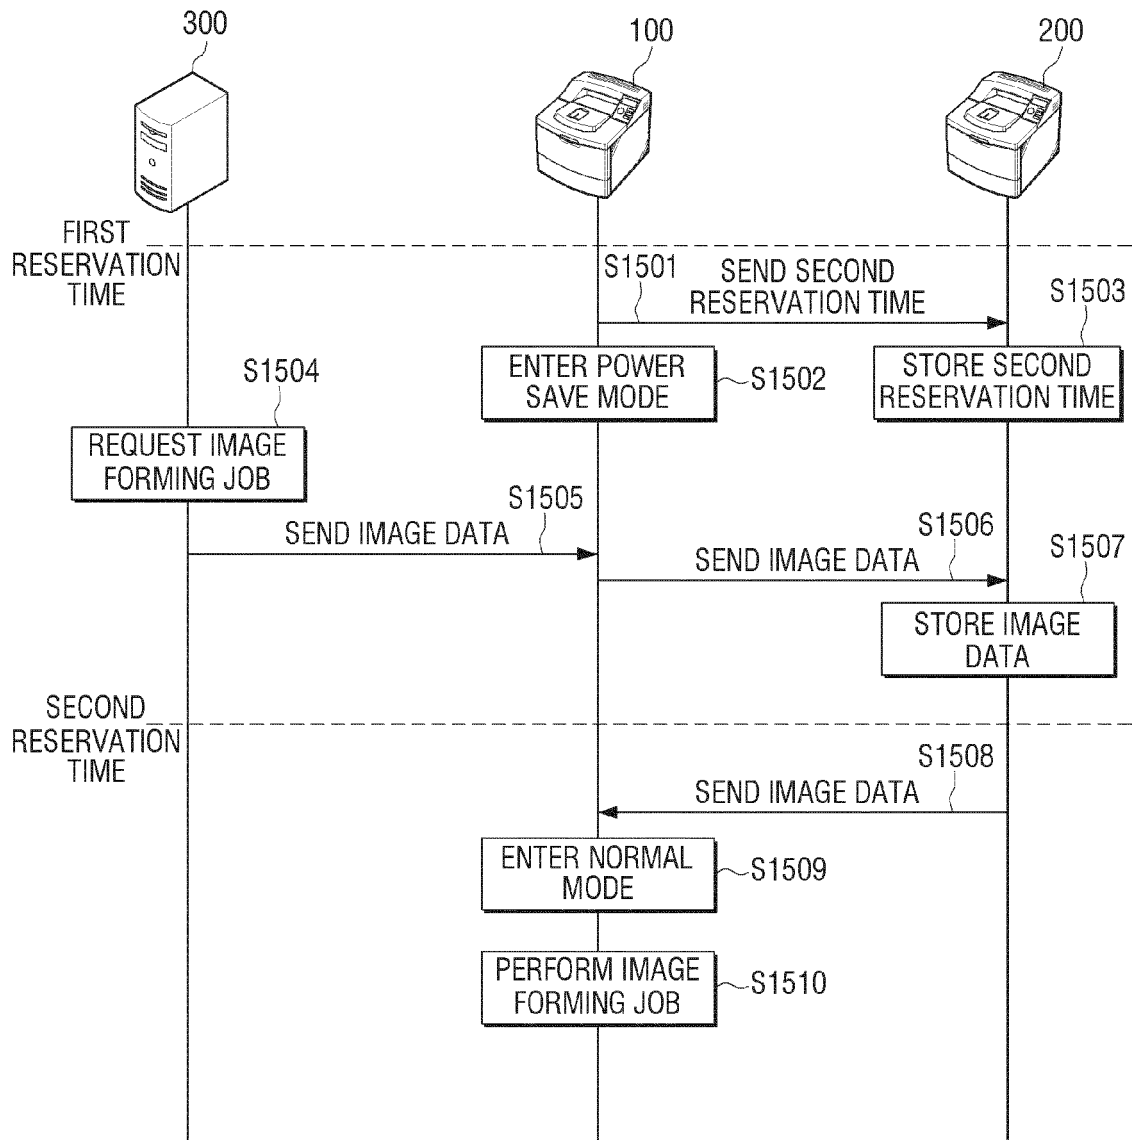 300
100
200
FIRST
RESERVATION
TIME
S1501
SEND SECOND
RESERVATION TIME
S1503
ENTER POWER
SAVE MODE
S1502
STORE SECOND
RESERVATION TIME
S1504
REQUEST IMAGE
FORMING JOB
SEND IMAGE DATA
S1505
SEND IMAGE DATA
S1506
S1507
STORE IMAGE
DATA
SECOND
RESERVATION
TIME
SEND IMAGE DATA
S1508
ENTER NORMAL
MODE
S1509
PERFORM IMAGE
FORMING JOB
S1510